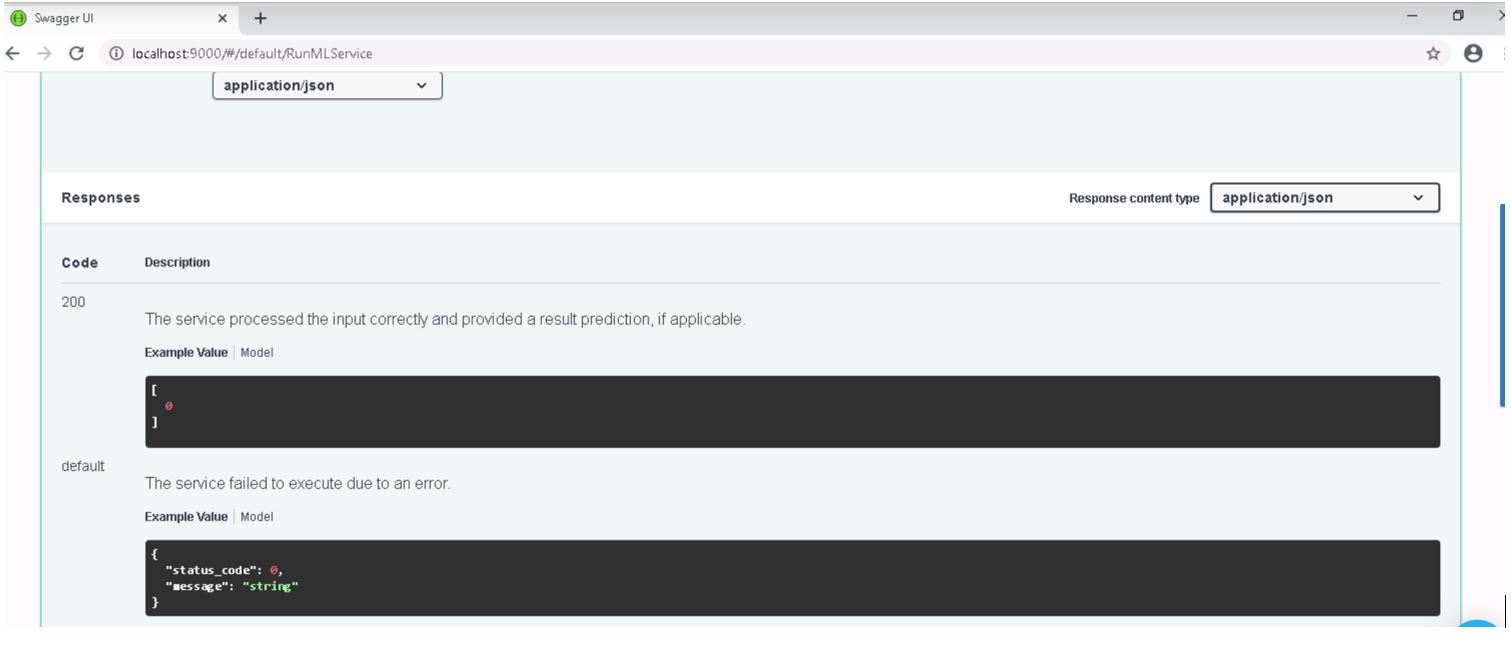 Swagger UI
localhost:9000/#/default/RunMLService
application/json
Responses
Response content type application/json
Code Description
200
The service processed the input correctly and provided a result prediction, if applicable.
Example Value Model
[
0
]
default
The service failed to execute due to an error.
Example Value Model
{
"status_code": 0,
"message": "string"
}